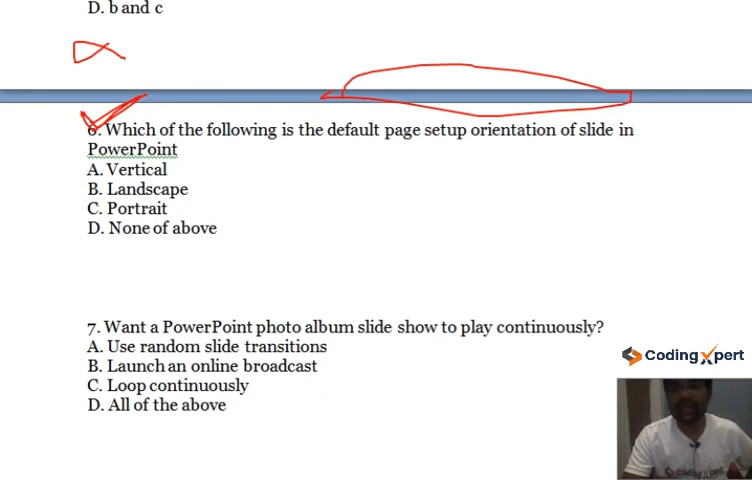 D. b and c
6. Which of the following is the default page setup orientation of slide in
PowerPoint
A. Vertical
B. Landscape
C. Portrait
D. None of above
7. Want a PowerPoint photo album slide show to play continuously?
A. Use random slide transitions
B. Launch an online broadcast
C. Loop continuously
D. All of the above
Coding Xpert
Coding Xpert